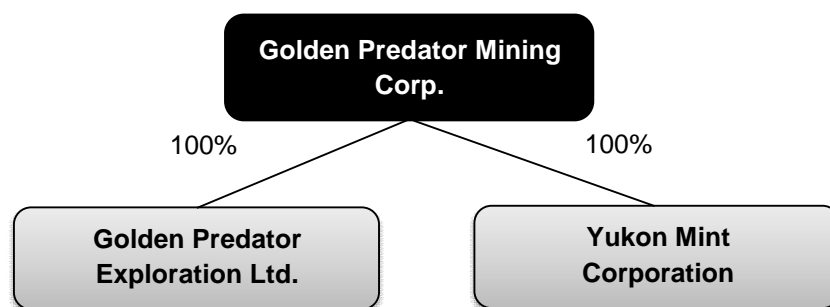 Golden Predator Mining
Corp.
100%
100%
Golden Predator
Exploration Ltd.
Yukon Mint
Corporation